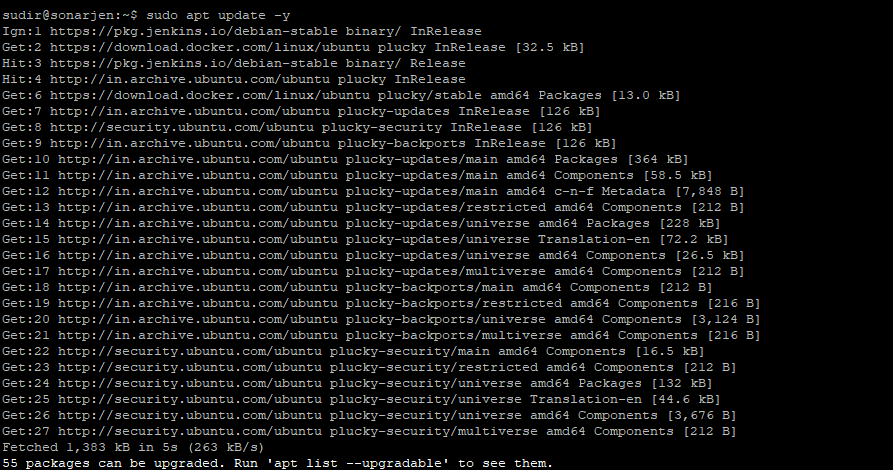 sudir@sonarjen:~$ sudo apt update -y
Ign:1 https://pkg.jenkins.io/debian-stable binary/ InRelease
Get:2 https://download.docker.com/linux/ubuntu plucky InRelease [32.5 kB]
Hit:3 https://pkg.jenkins.io/debian-stable binary/ Release
Hit:4 http://in.archive.ubuntu.com/ubuntu plucky InRelease
Get:6 https://download.docker.com/linux/ubuntu plucky/stable amd64 Packages [13.0 kB]
Get:7 http://in.archive.ubuntu.com/ubuntu plucky-updates InRelease [126 kB]
Get:8 http://security.ubuntu.com/ubuntu plucky-security InRelease [126 kB]
Get:9 http://in.archive.ubuntu.com/ubuntu plucky-backports InRelease [126 kB]
Get:10 http://in.archive.ubuntu.com/ubuntu plucky-updates/main amd64 Packages [364 kB]
Get:11 http://in.archive.ubuntu.com/ubuntu plucky-updates/main amd64 Components [58.5 kB]
Get:12 http://in.archive.ubuntu.com/ubuntu plucky-updates/main amd64 c-n-f Metadata [7,848 B]
Get:13 http://in.archive.ubuntu.com/ubuntu plucky-updates/restricted amd64 Components [212 B]
Get:14 http://in.archive.ubuntu.com/ubuntu plucky-updates/universe amd64 Packages [228 kB]
Get:15 http://in.archive.ubuntu.com/ubuntu plucky-updates/universe Translation-en [72.2 kB]
Get:16 http://in.archive.ubuntu.com/ubuntu plucky-updates/universe amd64 Components [26.5 kB]
Get:17 http://in.archive.ubuntu.com/ubuntu plucky-updates/multiverse amd64 Components [212 B]
Get:18 http://in.archive.ubuntu.com/ubuntu plucky-backports/main amd64 Components [212 B]
Get:19 http://in.archive.ubuntu.com/ubuntu plucky-backports/restricted amd64 Components [216 B]
Get:20 http://in.archive.ubuntu.com/ubuntu plucky-backports/universe amd64 Components [3,124 B]
Get:21 http://in.archive.ubuntu.com/ubuntu plucky-backports/multiverse amd64 Components [216 B]
Get:22 http://security.ubuntu.com/ubuntu plucky-security/main amd64 Components [16.5 kB]
Get:23 http://security.ubuntu.com/ubuntu plucky-security/restricted amd64 Components [212 B]
Get:24 http://security.ubuntu.com/ubuntu plucky-security/universe amd64 Packages [132 kB]
Get:25 http://security.ubuntu.com/ubuntu plucky-security/universe Translation-en [44.6 kB]
Get:26 http://security.ubuntu.com/ubuntu plucky-security/universe amd64 Components [3,676 B]
Get:27 http://security.ubuntu.com/ubuntu plucky-security/multiverse amd64 Components [212 B]
Fetched 1,383 kB in 5s (263 kB/s)
55 packages can be upgraded. Run 'apt list --upgradable' to see them.